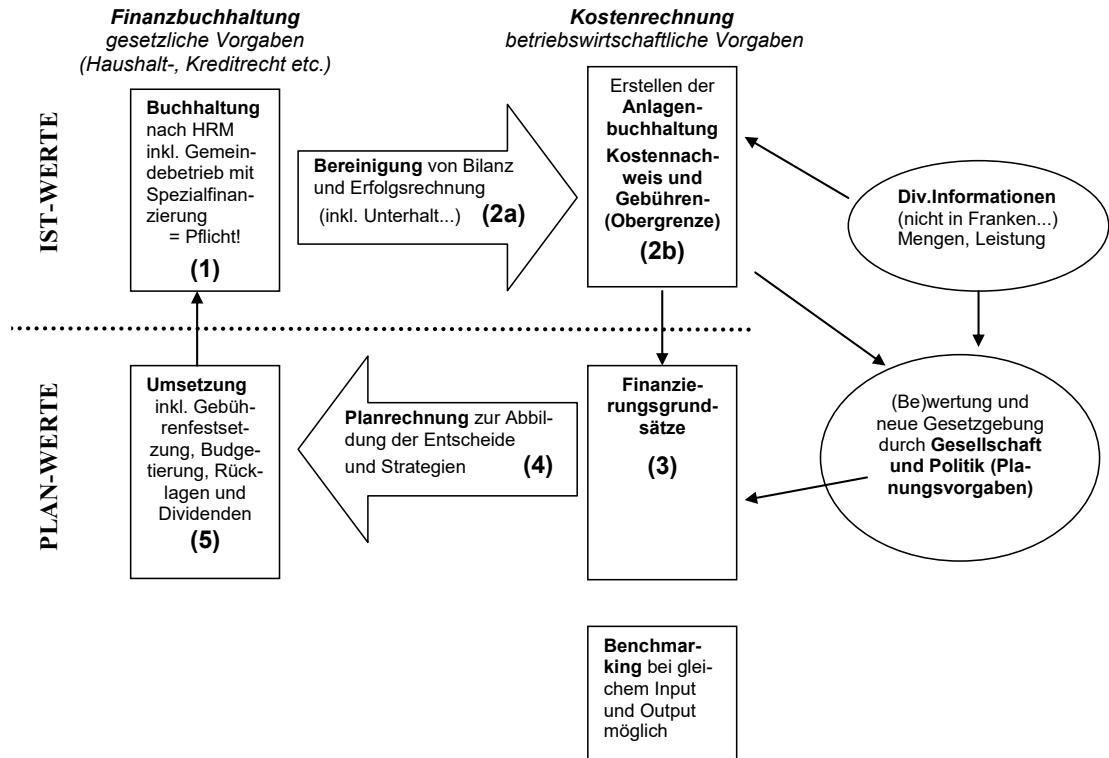 Finanzbuchhaltung
gesetzliche Vorgaben
(Haushalt-, Kreditrecht etc.)
Kostenrechnung
betriebswirtschaftliche Vorgaben
IST-WERTE
Buchhaltung
nach HRM
inkl. Gemein-
debetrieb mit
Spezialfinan-
zierung
= Pflicht!
(1)
Bereinigung von Bilanz
und Erfolgsrechnung
(inkl. Unterhalt...) (2a)
Erstellen der
Anlagen-
buchhaltung
Kostennach-
weis und
Gebühren-
(Obergrenze)
(2b)
Div.Informationen
(nicht in Franken...)
Mengen, Leistung
PLAN-WERTE
Umsetzung
inkl. Gebüh-
renfestset-
zung, Budge-
tierung, Rück-
lagen und
Dividenden
(5)
Planrechnung zur Abbil-
dung der Entscheide
und Strategien (4)
Finanzie-
rungsgrund-
sätze
(3)
(Be)wertung und
neue Gesetzgebung
durch Gesellschaft
und Politik (Pla-
nungsvorgaben)
Benchmar-
king bei glei-
chem Input
und Output
möglich